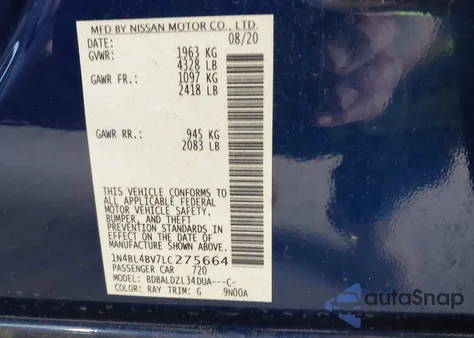 MFD BY NISSAN MOTOR CO., LTD.
DATE: 08/20
GVWR: 1963 KG
4328 LB
GAWR FR.: 1097 KG
2418 LB
GAWR RR.: 945 KG
2083 LB
THIS VEHICLE CONFORMS TO
ALL APPLICABLE FEDERAL
MOTOR VEHICLE SAFETY,
BUMPER, AND THEFT
PREVENTION STANDARDS IN
EFFECT ON THE DATE OF
MANUFACTURE SHOWN ABOVE.
1N4BL4BV7LC275664
PASSENGER CAR 720
MODEL: BDBALDZL34DUA---C-
COLOR: RAY TRIM: G 9N00A
autoSnap